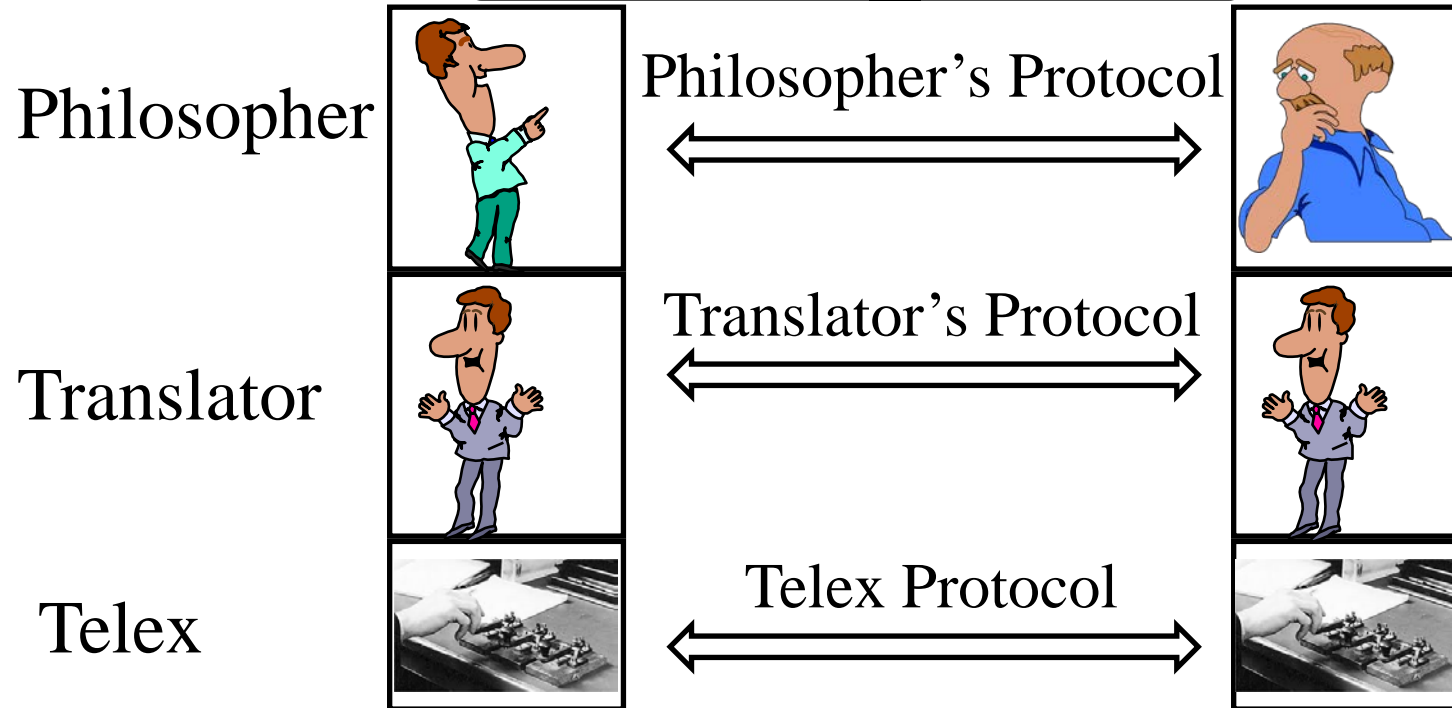 Philosopher
Philosopher’s Protocol
Translator
Translator’s Protocol
Telex
Telex Protocol